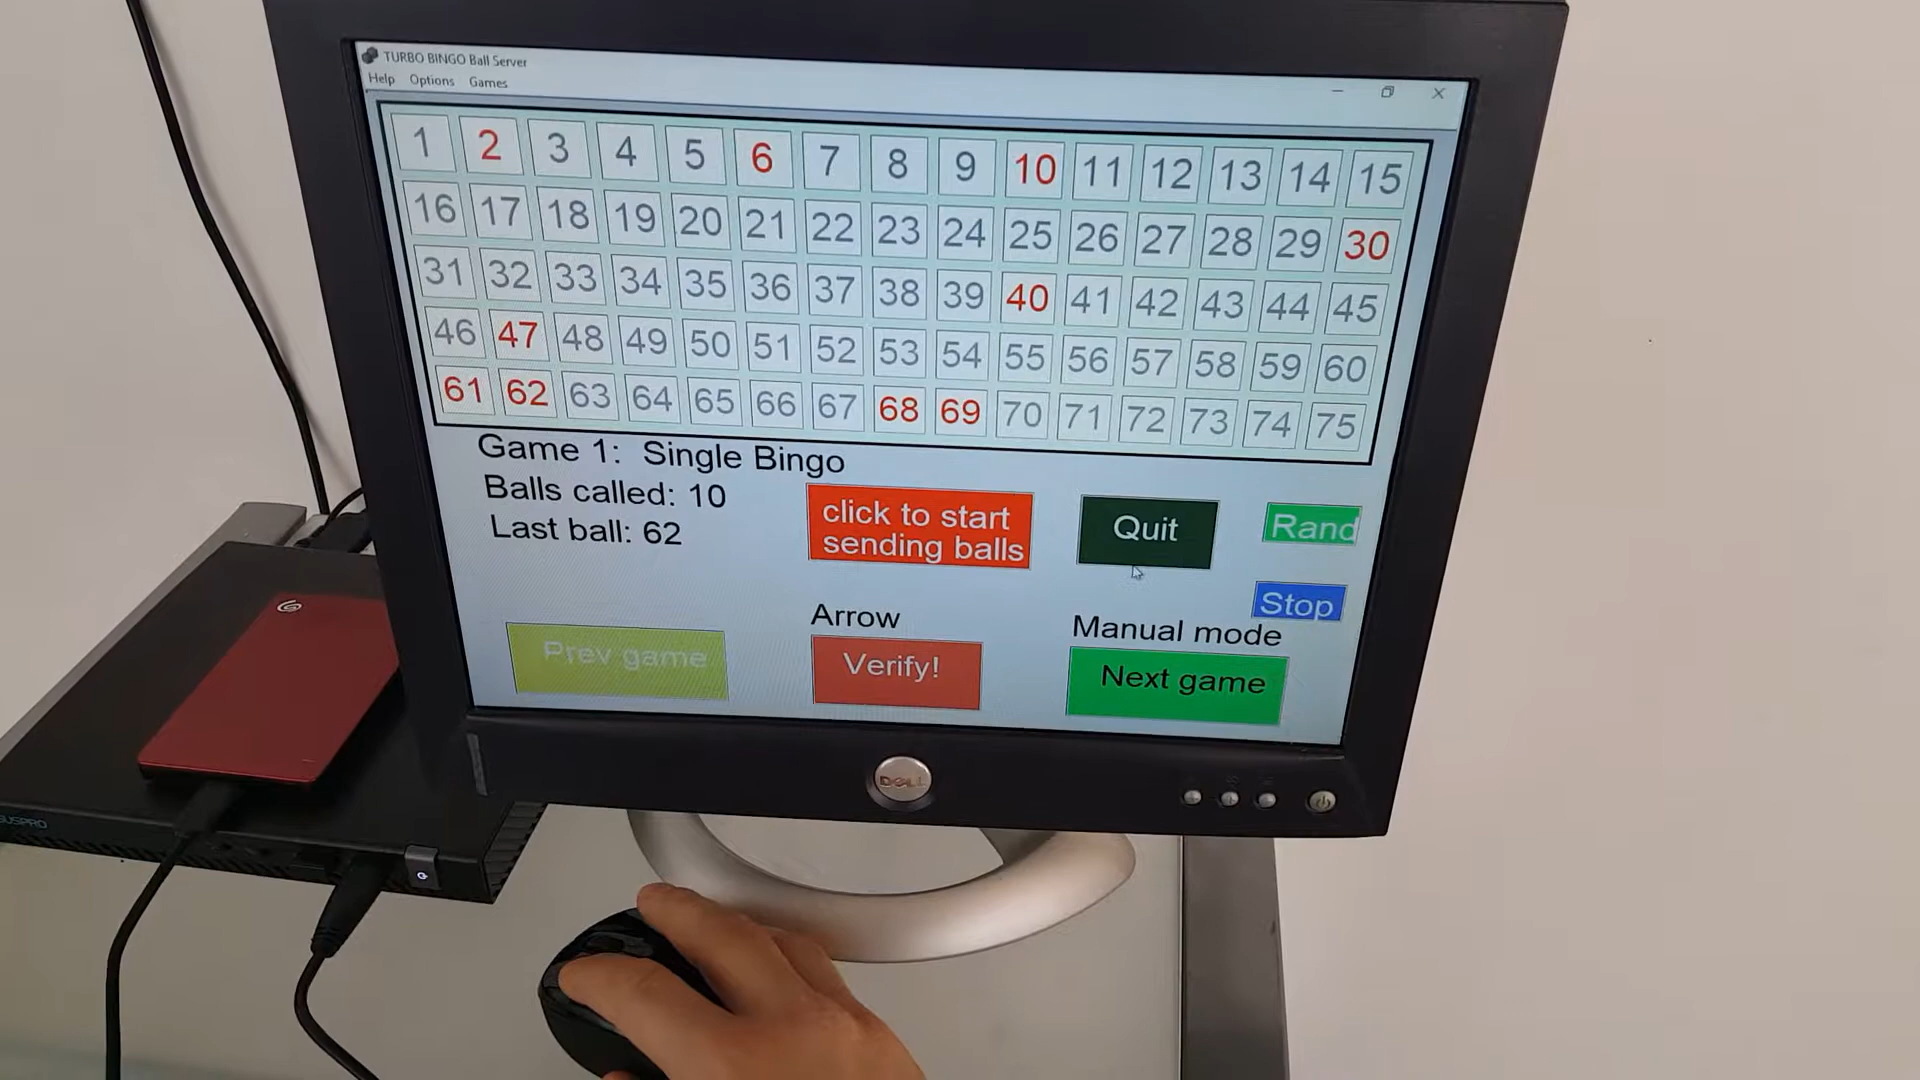 TURBO BINGO Ball Server
Help Options Games
1 2 3 4 5 6 7 8 9 10 11 12 13 14 15
16 17 18 19 20 21 22 23 24 25 26 27 28 29 30
31 32 33 34 35 36 37 38 39 40 41 42 43 44 45
46 47 48 49 50 51 52 53 54 55 56 57 58 59 60
61 62 63 64 65 66 67 68 69 70 71 72 73 74 75
Game 1: Single Bingo
Balls called: 10
Last ball: 62
click to start
sending balls
Quit
Rand
Stop
Arrow
Manual mode
Prev game
Verify!
Next game
DELL